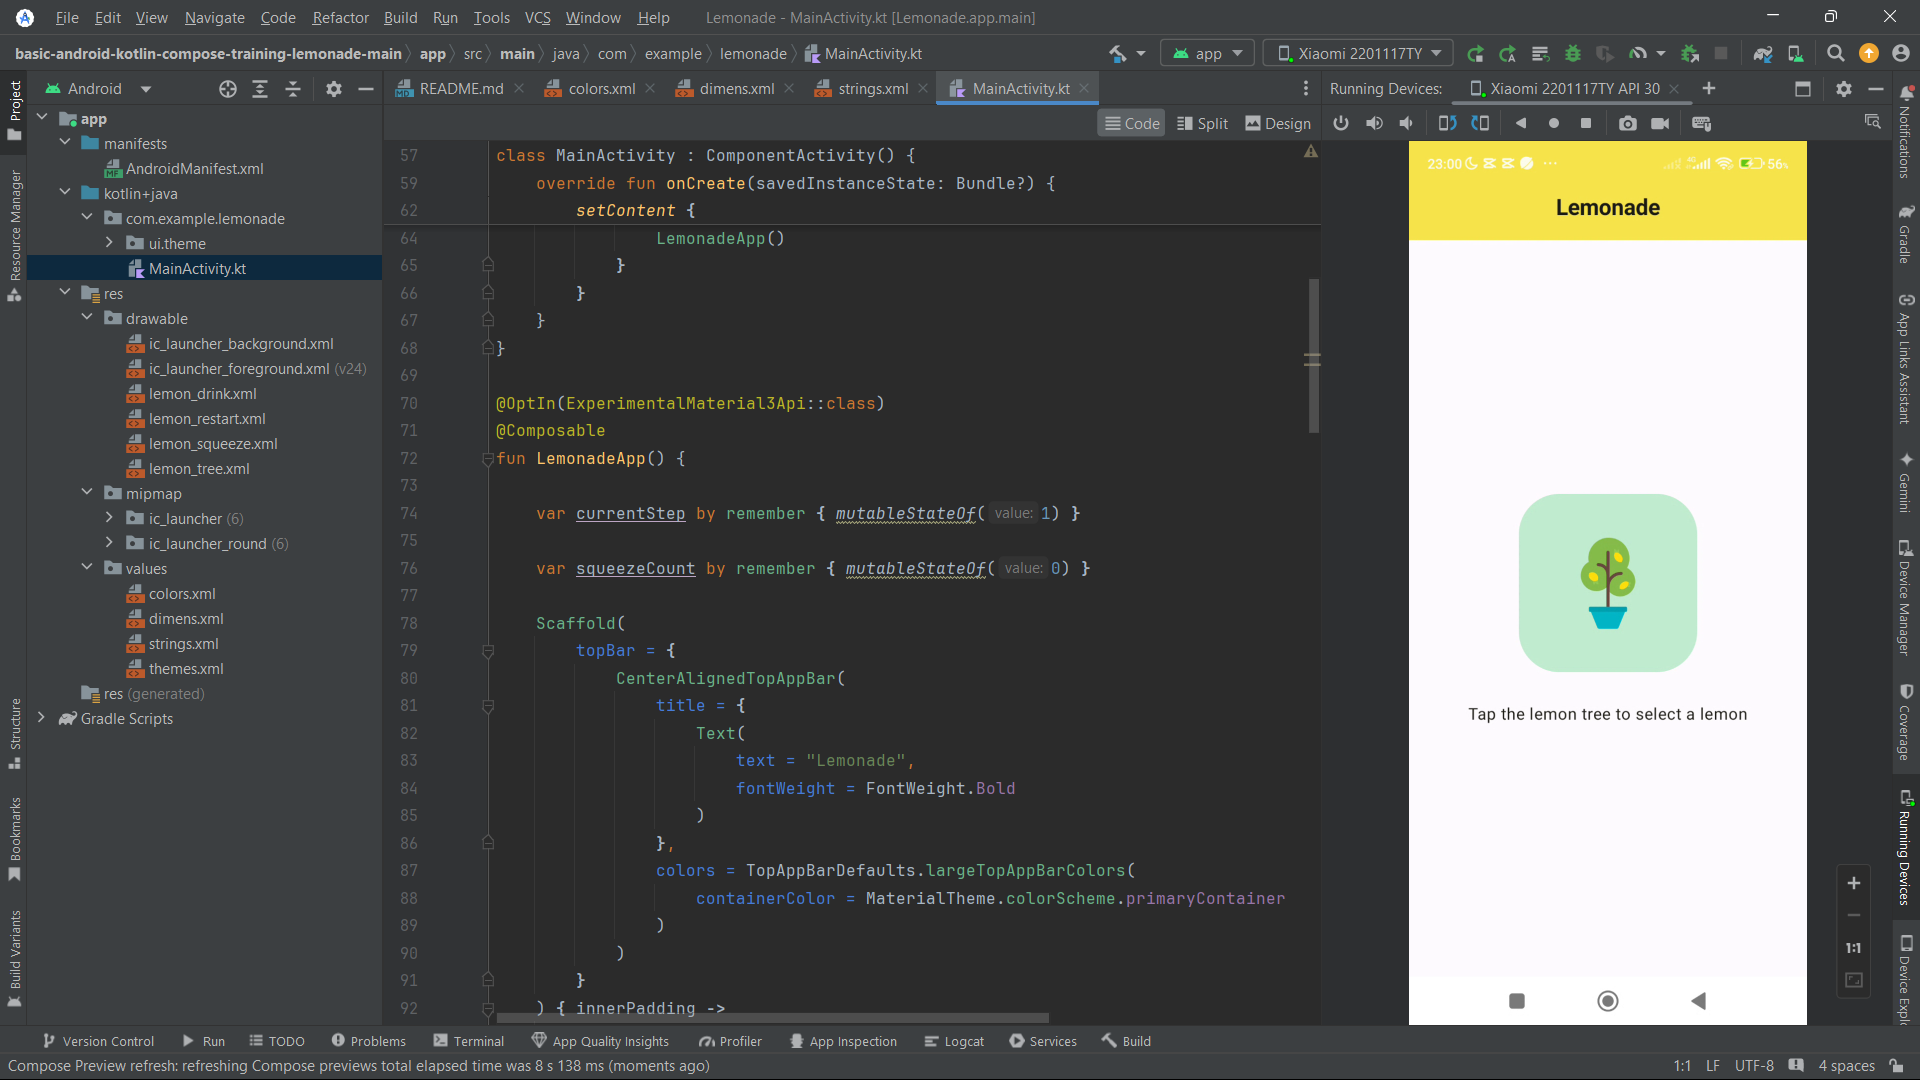 File Edit View Navigate Code Refactor Build Run Tools VCS Window Help Lemonade - MainActivity.kt [Lemonade.app.main]
basic-android-kotlin-compose-training-lemonade-main app src main java com example lemonade MainActivity.kt app Xiaomi 2201117TY
Project
Resource Manager
Structure
Bookmarks
Build Variants
Android
app
manifests
AndroidManifest.xml
kotlin+java
com.example.lemonade
ui.theme
MainActivity.kt
res
drawable
ic_launcher_background.xml
ic_launcher_foreground.xml (v24)
lemon_drink.xml
lemon_restart.xml
lemon_squeeze.xml
lemon_tree.xml
mipmap
ic_launcher (6)
ic_launcher_round (6)
values
colors.xml
dimens.xml
strings.xml
themes.xml
res (generated)
Gradle Scripts
README.md colors.xml dimens.xml strings.xml MainActivity.kt
Code Split Design
57 class MainActivity : ComponentActivity() {
59 override fun onCreate(savedInstanceState: Bundle?) {
62 setContent {
64 LemonadeApp()
65 }
66 }
67 }
68 }
69
70 @OptIn(ExperimentalMaterial3Api::class)
71 @Composable
72 fun LemonadeApp() {
73
74 var currentStep by remember { mutableStateOf( value: 1) }
75
76 var squeezeCount by remember { mutableStateOf( value: 0) }
77
78 Scaffold(
79 topBar = {
80 CenterAlignedTopAppBar(
81 title = {
82 Text(
83 text = "Lemonade",
84 fontWeight = FontWeight.Bold
85 )
86 },
87 colors = TopAppBarDefaults.largeTopAppBarColors(
88 containerColor = MaterialTheme.colorScheme.primaryContainer
89 )
90 )
91 }
92 ) { innerPadding ->
Running Devices: Xiaomi 2201117TY API 30
23:00 4G 56%
Lemonade
Tap the lemon tree to select a lemon
1:1
Notifications
Gradle
App Links Assistant
Gemini
Device Manager
Coverage
Running Devices
Device Explo
Version Control Run TODO Problems Terminal App Quality Insights Profiler App Inspection Logcat Services Build
Compose Preview refresh: refreshing Compose previews total elapsed time was 8 s 138 ms (moments ago) 1:1 LF UTF-8 4 spaces